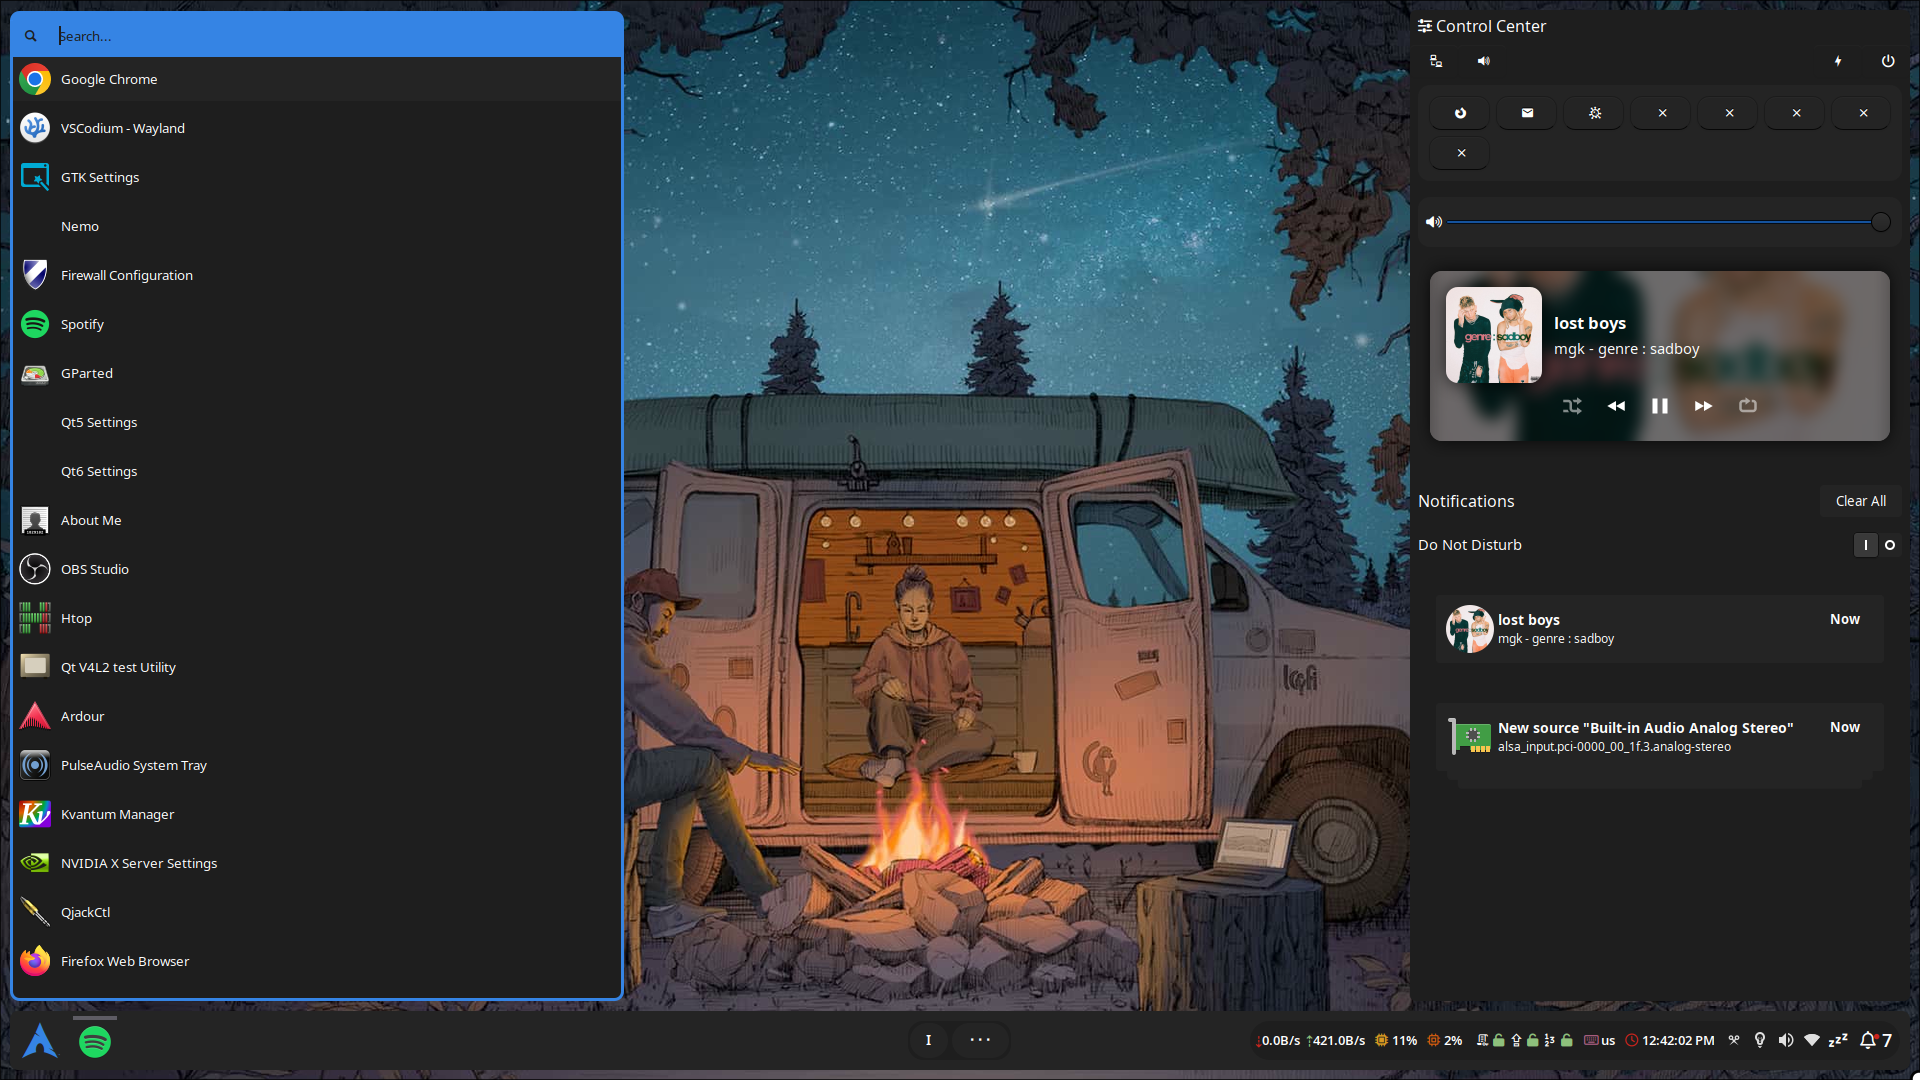 Search...
Google Chrome
VSCodium - Wayland
GTK Settings
Nemo
Firewall Configuration
Spotify
GParted
Qt5 Settings
Qt6 Settings
About Me
OBS Studio
Htop
Qt V4L2 test Utility
Ardour
PulseAudio System Tray
Kvantum Manager
NVIDIA X Server Settings
QjackCtl
Firefox Web Browser
lofi
Control Center
genre : sadboy
lost boys
mgk - genre : sadboy
Notifications
Clear All
Do Not Disturb
lost boys
Now
mgk - genre : sadboy
New source "Built-in Audio Analog Stereo"
Now
alsa_input.pci-0000_00_1f.3.analog-stereo
I
...
0.0B/s 421.0B/s 11% 2% us 12:42:02 PM zzz 7